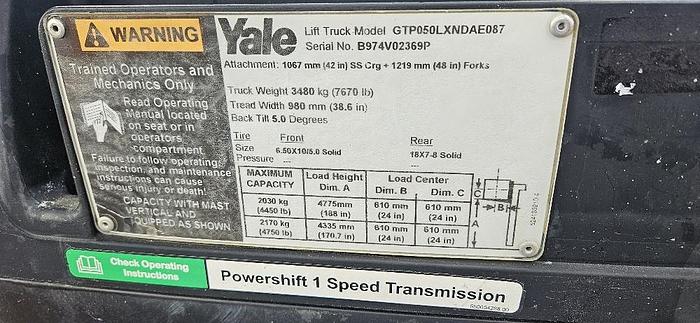 WARNING
Trained Operators and
Mechanics Only
Read Operating
Manual located
on seat or in
operators
compartment.
Failure to follow operating,
inspection, and maintenance
instructions can cause
serious injury or death!
CAPACITY WITH MAST
VERTICAL AND
EQUIPPED AS SHOWN
Yale Lift Truck Model GTP050LXNDAE087
Serial No. B974V02369P
Attachment: 1067 mm (42 in) SS Crg + 1219 mm (48 in) Forks
Truck Weight 3480 kg (7670 lb)
Tread Width 980 mm (38.6 in)
Back Tilt 5.0 Degrees
Tire Front Rear
Size 6.50X10/5.0 Solid 18X7-8 Solid
Pressure --- ---
MAXIMUM CAPACITY Load Height Dim. A Load Center Dim. B Dim. C
2030 kg (4450 lb) 4775mm (188 in) 610 mm (24 in) 610 mm (24 in)
2170 kg (4750 lb) 4335 mm (170.7 in) 610 mm (24 in) 610 mm (24 in)
C
B
A
Check Operating
Instructions
Powershift 1 Speed Transmission